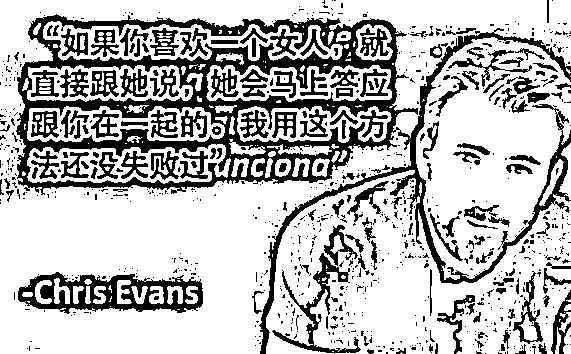 “如果你喜欢一个女人，就
直接跟她说，她会马上答应
跟你在一起的。我用这个方
法还没失败过”
-Chris Evans